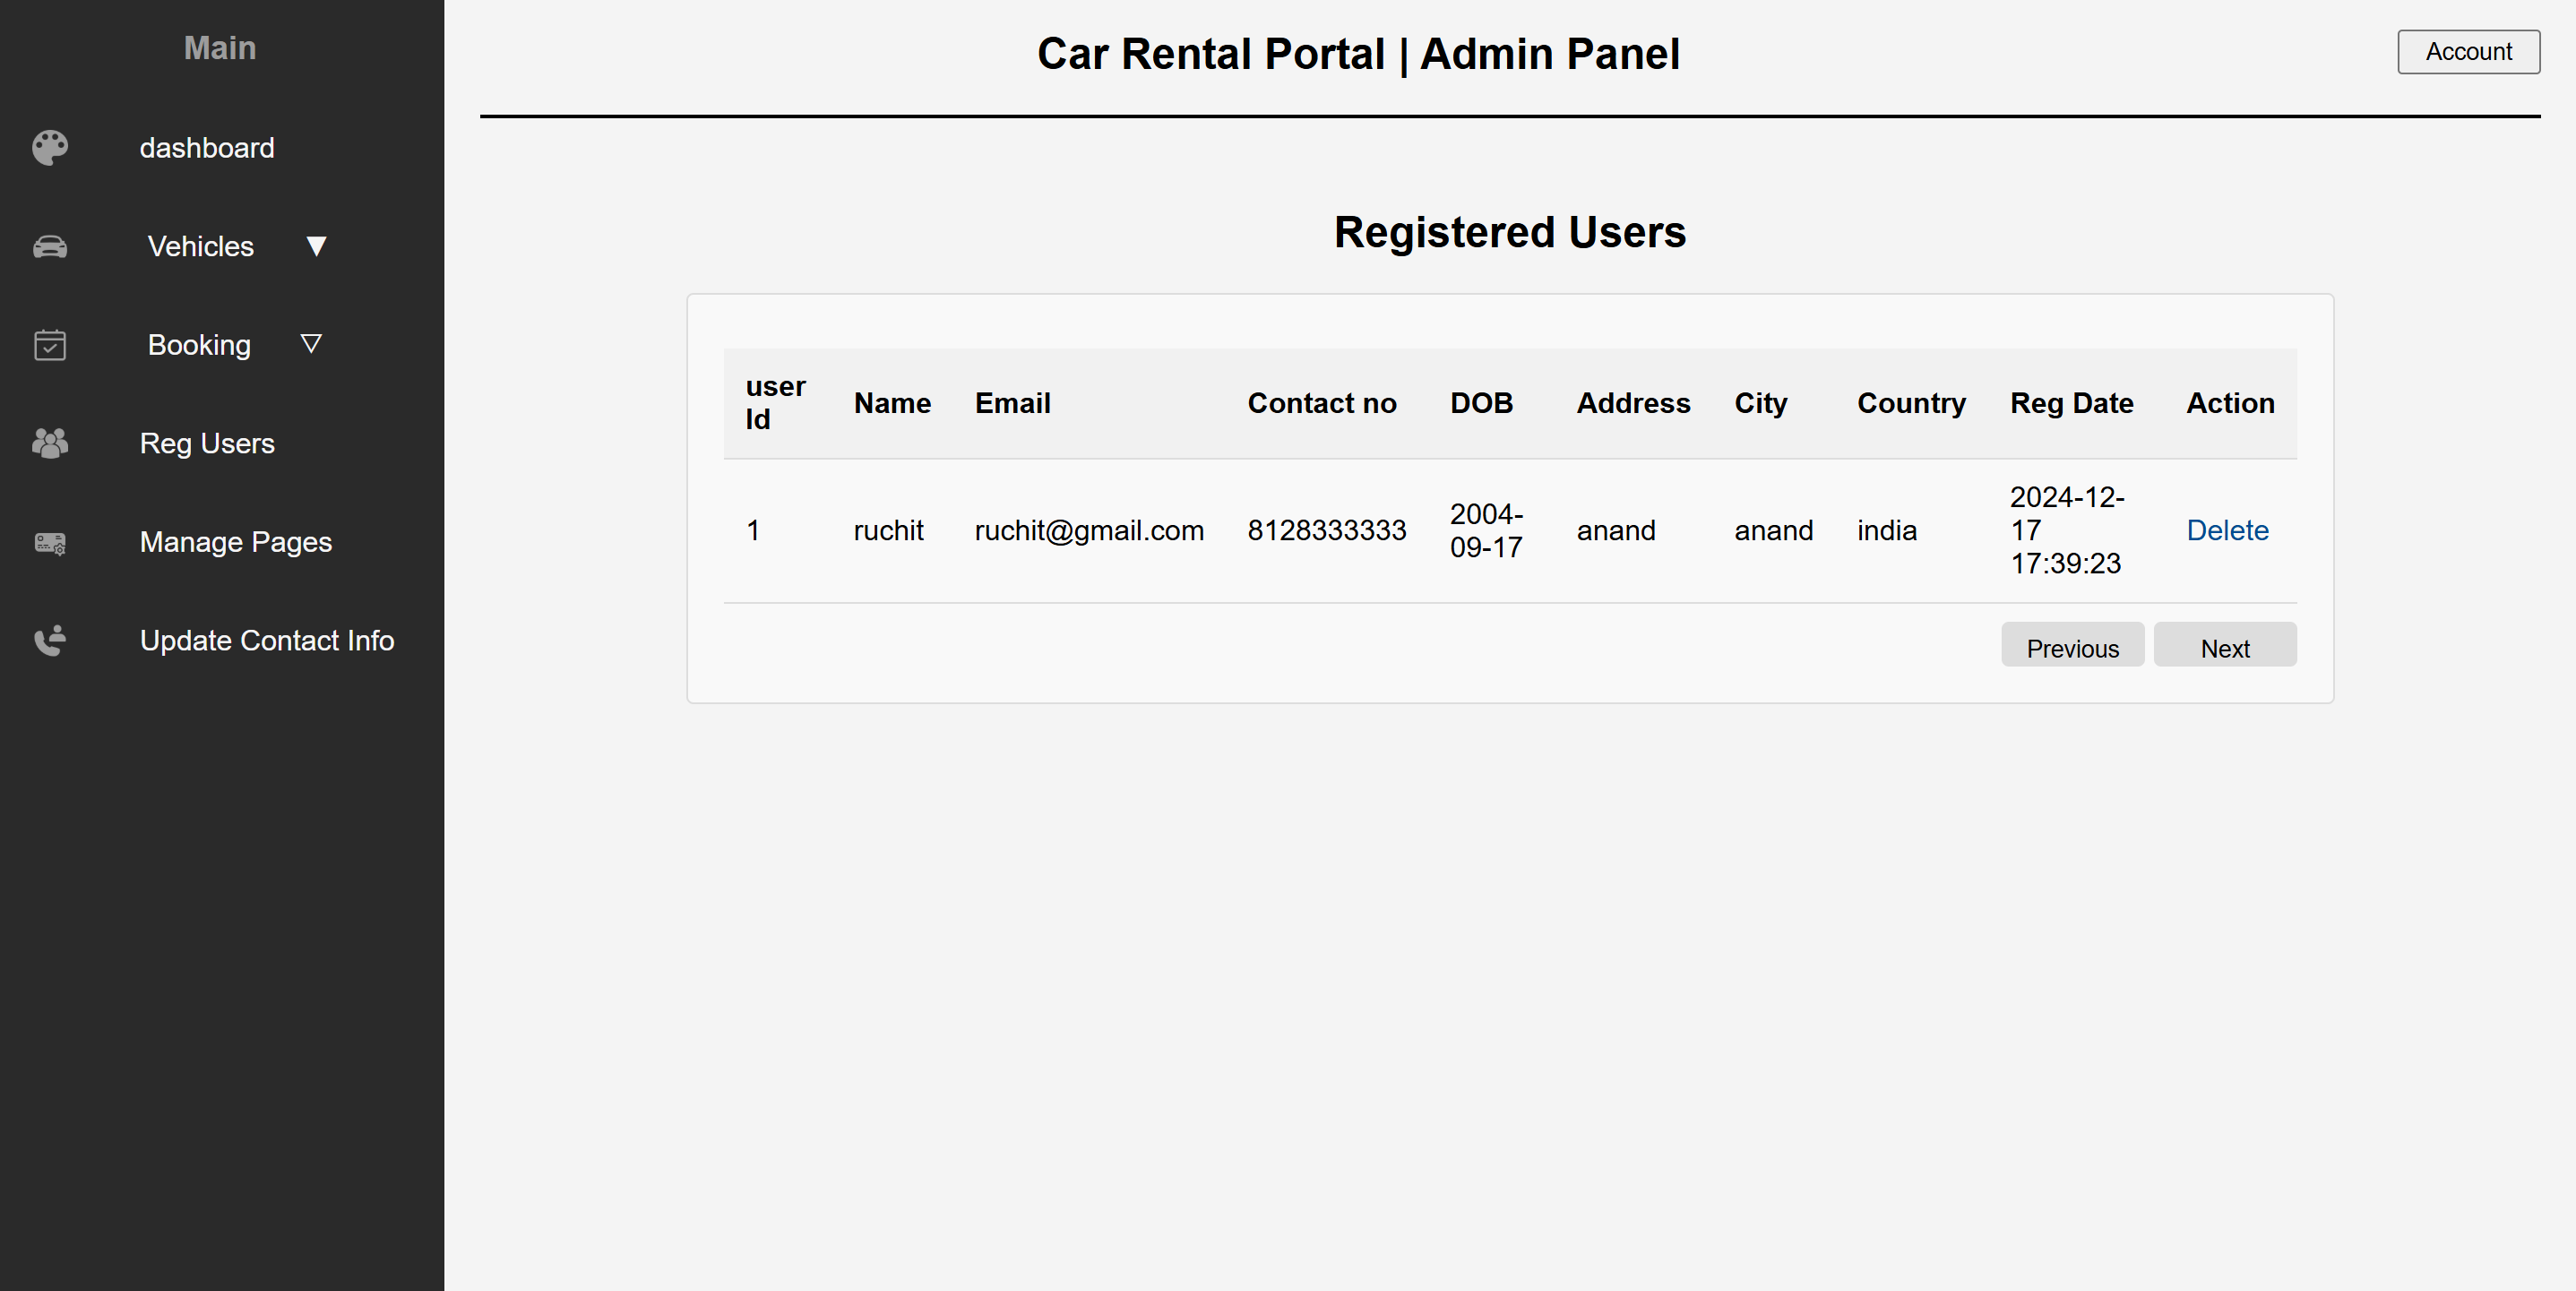 Main
dashboard
Vehicles ▼
Booking ▽
Reg Users
Manage Pages
Update Contact Info
Car Rental Portal | Admin Panel
Account
Registered Users
user Id Name Email Contact no DOB Address City Country Reg Date Action
1 ruchit ruchit@gmail.com 8128333333 2004-09-17 anand anand india 2024-12-17 17:39:23 Delete
Previous Next